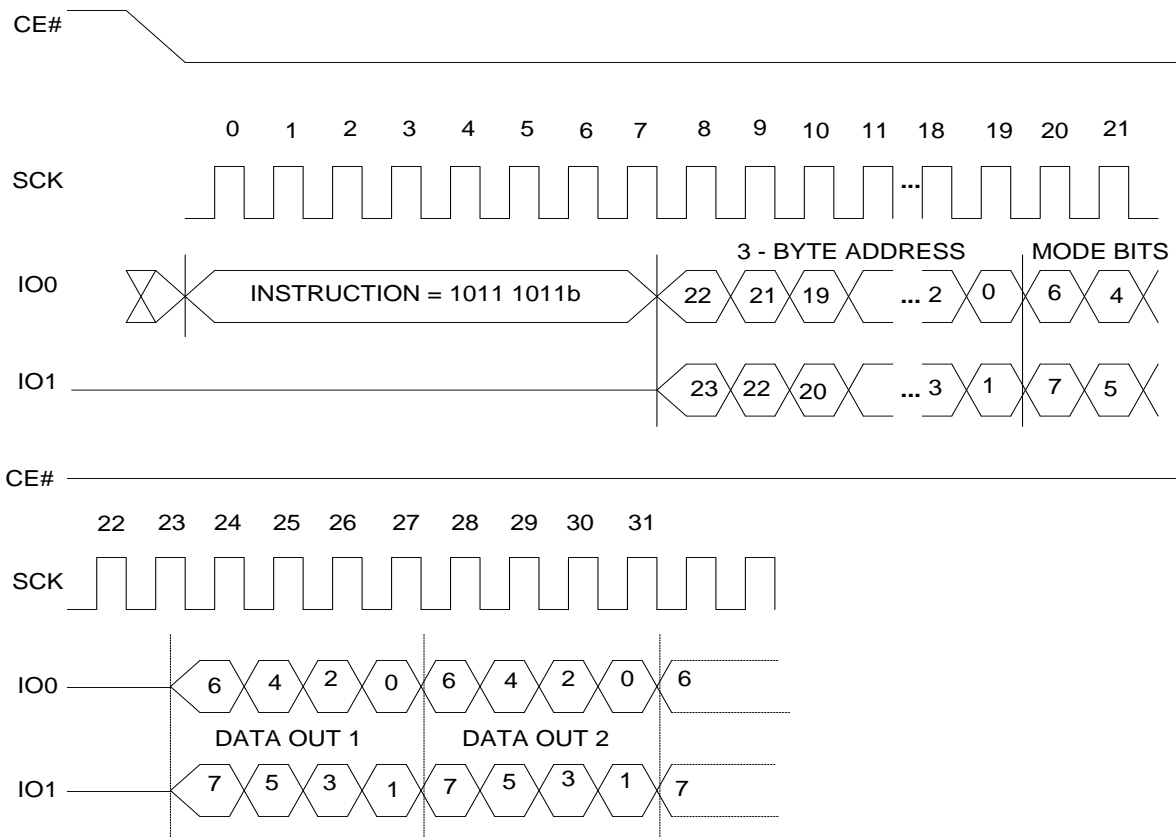 CE#
0 1 2 3 4 5 6 7 8 9 10 11 18 19 20 21
SCK ...
3 - BYTE ADDRESS MODE BITS
IO0 INSTRUCTION = 1011 1011b 22 21 19 ... 2 0 6 4
IO1 23 22 20 ... 3 1 7 5
CE#
22 23 24 25 26 27 28 29 30 31
SCK
IO0 6 4 2 0 6 4 2 0 6
DATA OUT 1 DATA OUT 2
IO1 7 5 3 1 7 5 3 1 7